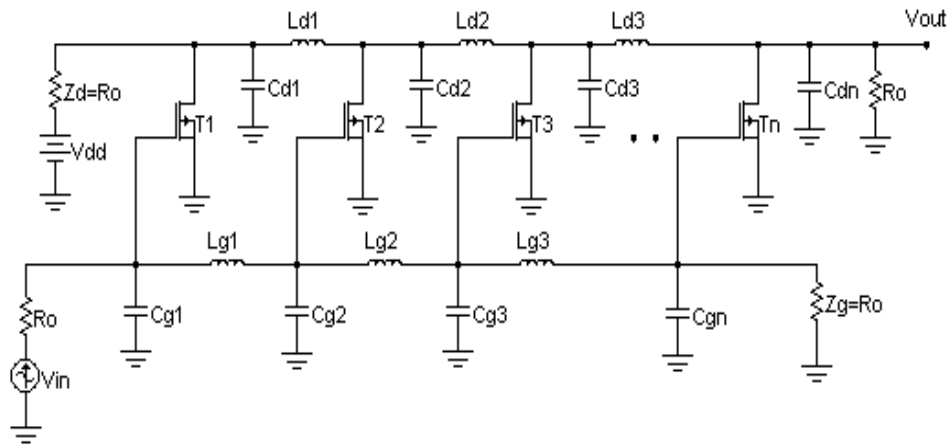 Ld1
Ld2
Ld3
Vout
Zd=Ro
Cd1
Cd2
Cd3
Cdn
Ro
T1
T2
T3
Tn
Vdd
Lg1
Lg2
Lg3
Ro
Cg1
Cg2
Cg3
Cgn
Zg=Ro
Vin